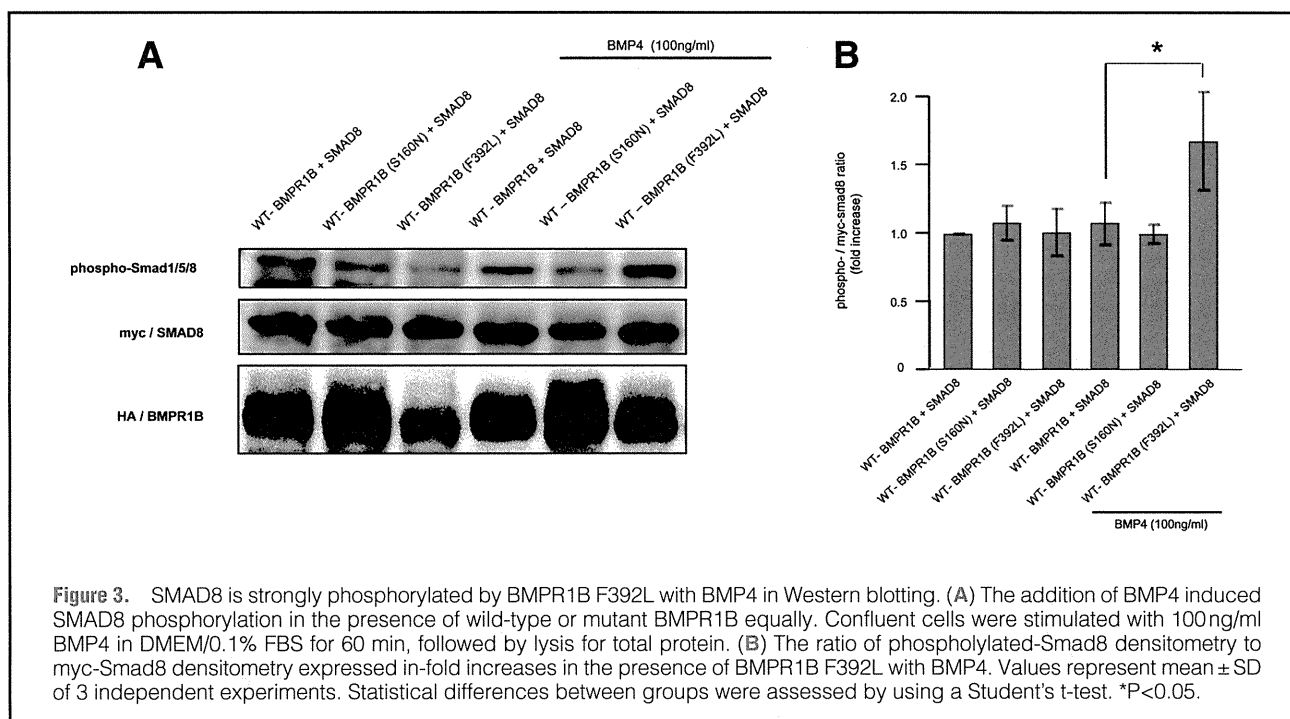 A
BMP4 (100ng/ml)
WT- BMPR1B + SMAD8
WT- BMPR1B (S160N) + SMAD8
WT- BMPR1B (F392L) + SMAD8
WT - BMPR1B + SMAD8
WT – BMPR1B (S160N) + SMAD8
WT – BMPR1B (F392L) + SMAD8
phospho-Smad1/5/8
myc / SMAD8
HA / BMPR1B
B
*
phospho- / myc-smad8 ratio
(fold increase)
2.0
1.5
1.0
0.5
0
WT- BMPR1B + SMAD8
WT- BMPR1B (S160N) + SMAD8
WT- BMPR1B (F392L) + SMAD8
WT- BMPR1B + SMAD8
WT- BMPR1B (S160N) + SMAD8
WT- BMPR1B (F392L) + SMAD8
BMP4 (100ng/ml)
Figure 3. SMAD8 is strongly phosphorylated by BMPR1B F392L with BMP4 in Western blotting. (A) The addition of BMP4 induced
SMAD8 phosphorylation in the presence of wild-type or mutant BMPR1B equally. Confluent cells were stimulated with 100 ng/ml
BMP4 in DMEM/0.1% FBS for 60 min, followed by lysis for total protein. (B) The ratio of phospholylated-Smad8 densitometry to
myc-Smad8 densitometry expressed in-fold increases in the presence of BMPR1B F392L with BMP4. Values represent mean ± SD
of 3 independent experiments. Statistical differences between groups were assessed by using a Student's t-test. *P<0.05.